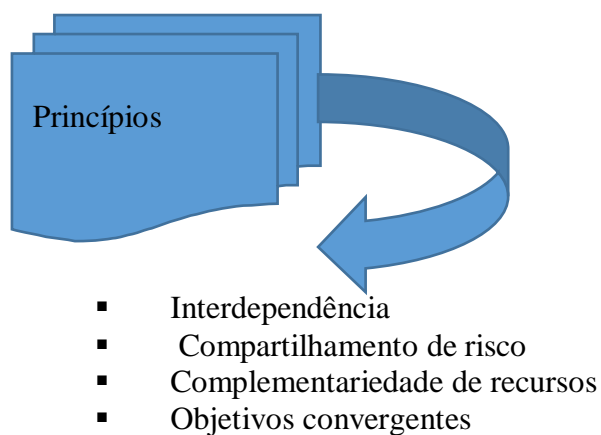 Princípios
▪ Interdependência
▪ Compartilhamento de risco
▪ Complementariedade de recursos
▪ Objetivos convergentes